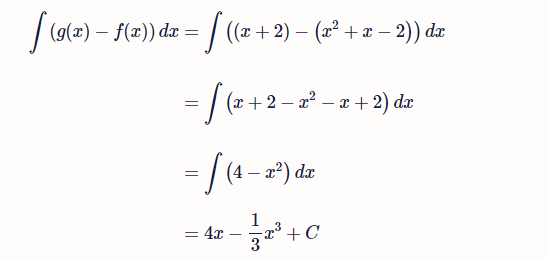 ∫ (g(x) − f(x)) dx = ∫ ((x + 2) − (x² + x − 2)) dx
= ∫ (x + 2 − x² − x + 2) dx
= ∫ (4 − x²) dx
= 4x − 1/3 x³ + C